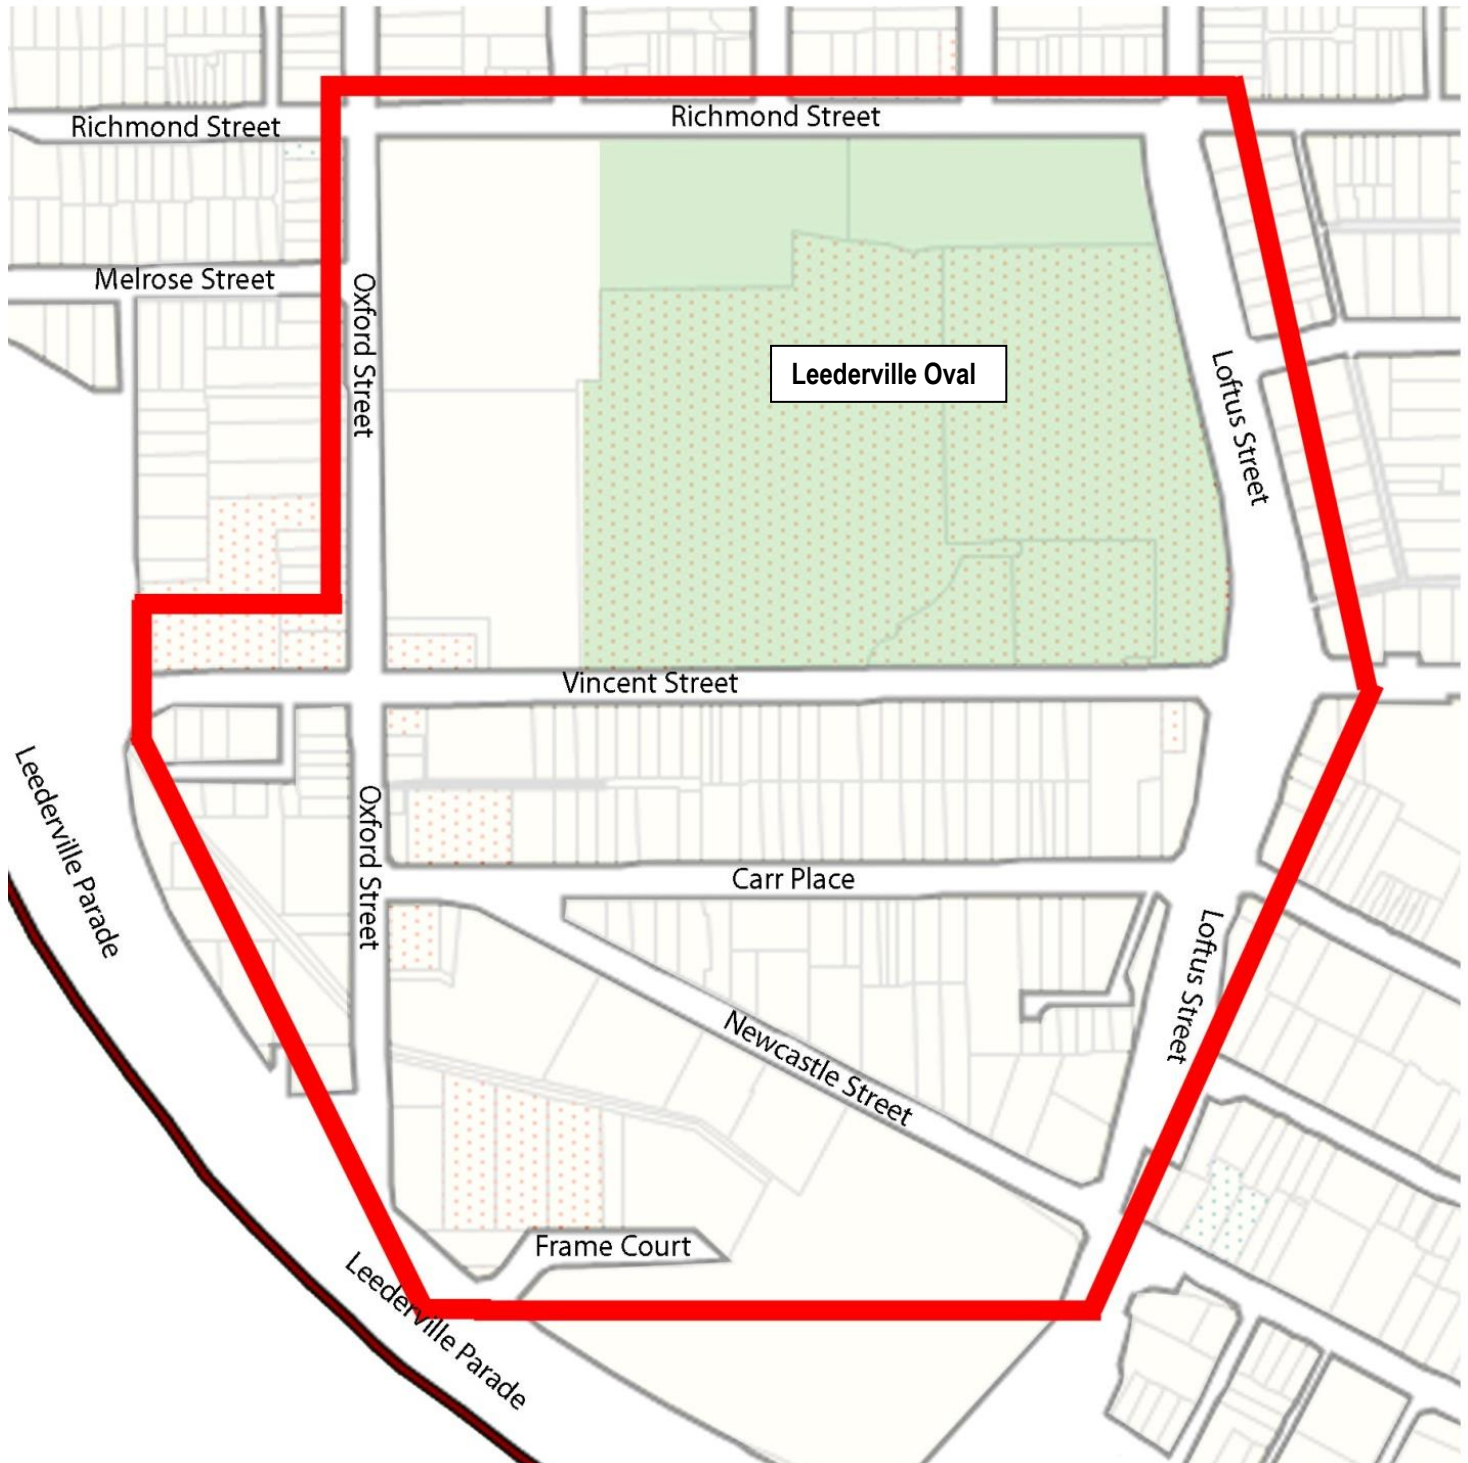 Richmond Street
Richmond Street
Melrose Street
Oxford Street
Leederville Oval
Loftus Street
Vincent Street
Leederville Parade
Oxford Street
Carr Place
Loftus Street
Newcastle Street
Frame Court
Leederville Parade